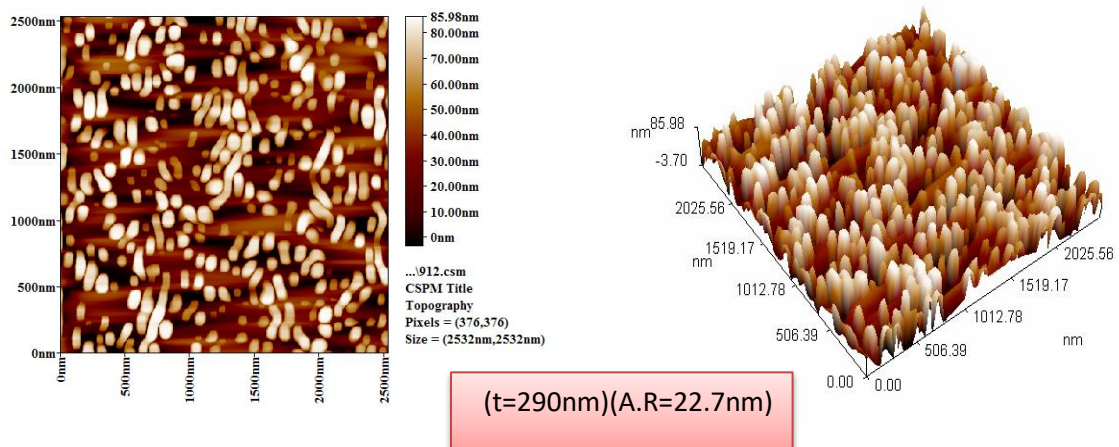 2500nm
2000nm
1500nm
1000nm
500nm
0nm
0nm
500nm
1000nm
1500nm
2000nm
2500nm
85.98nm
80.00nm
70.00nm
60.00nm
50.00nm
40.00nm
30.00nm
20.00nm
10.00nm
0nm
...\912.csm
CSPM Title
Topography
Pixels = (376,376)
Size = (2532nm,2532nm)
nm 85.98
-3.70
2025.56
1519.17
nm
1012.78
506.39
0.00
0.00
506.39
1012.78
nm
1519.17
2025.56
(t=290nm)(A.R=22.7nm)